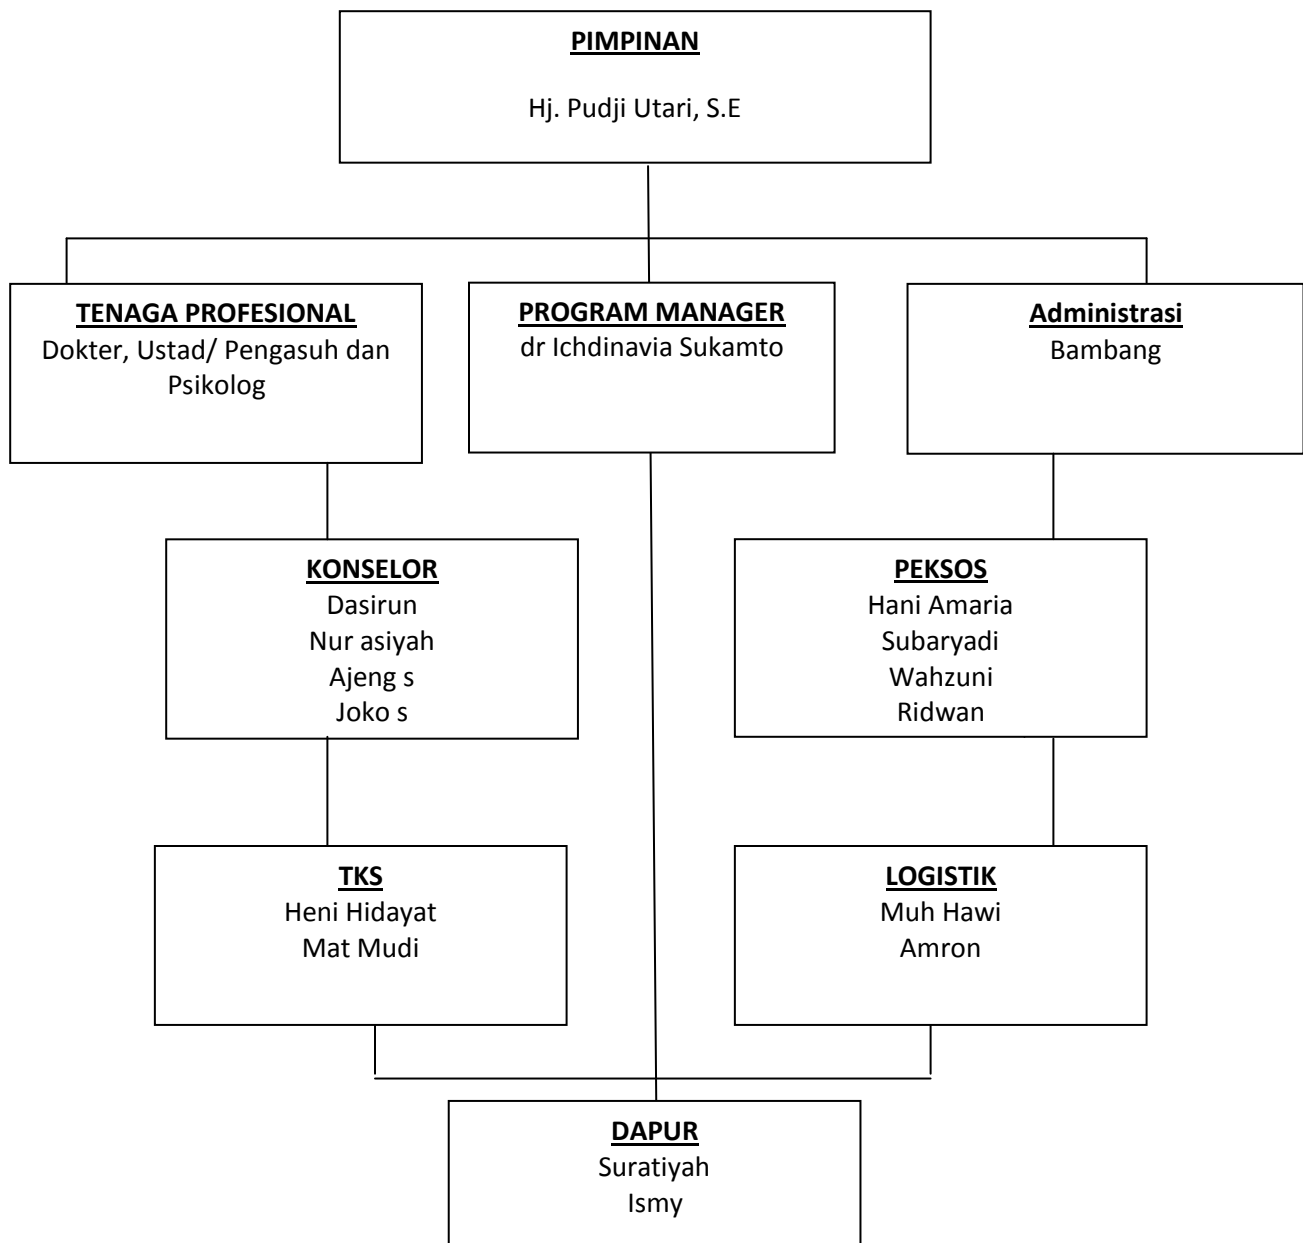 PIMPINAN
Hj. Pudji Utari, S.E
TENAGA PROFESIONAL
Dokter, Ustad/ Pengasuh dan
Psikolog
PROGRAM MANAGER
dr Ichdinavia Sukamto
Administrasi
Bambang
KONSELOR
Dasirun
Nur asiyah
Ajeng s
Joko s
PEKSOS
Hani Amaria
Subaryadi
Wahzuni
Ridwan
TKS
Heni Hidayat
Mat Mudi
LOGISTIK
Muh Hawi
Amron
DAPUR
Suratiyah
Ismy